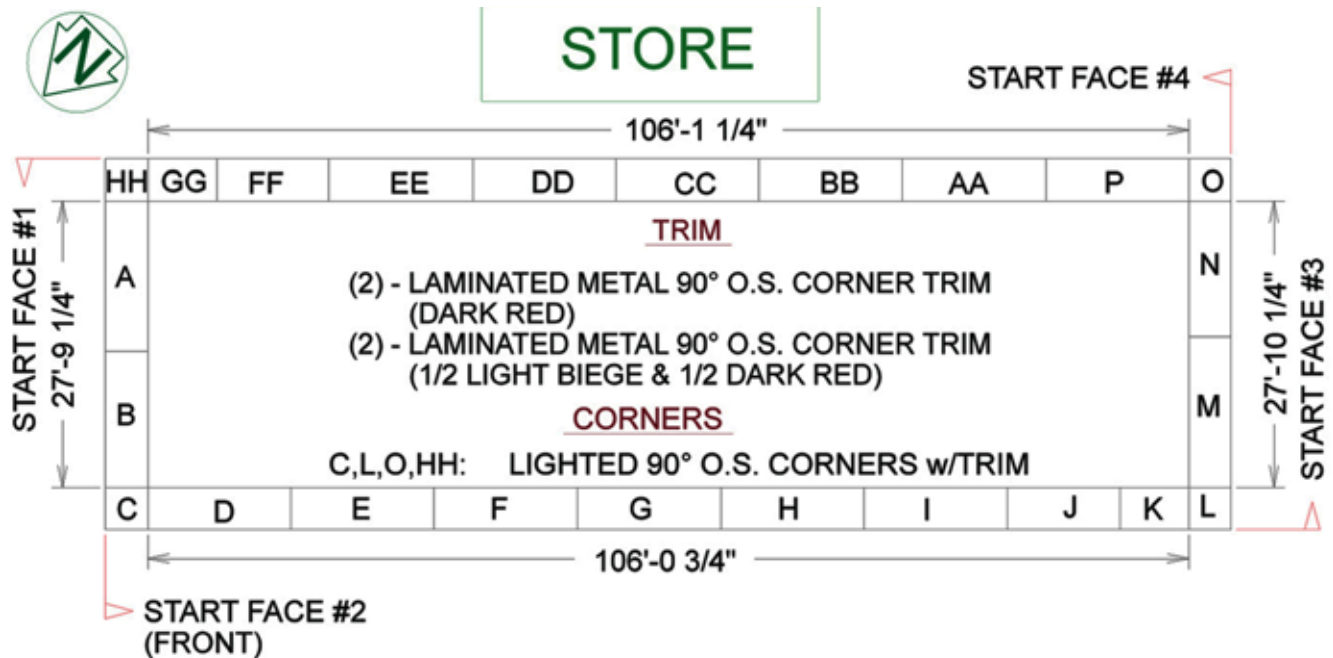 N
STORE
START FACE #4
106'-1 1/4"
HH GG FF EE DD CC BB AA P O
START FACE #1
27'-9 1/4"
A
B
TRIM
(2) - LAMINATED METAL 90° O.S. CORNER TRIM
(DARK RED)
(2) - LAMINATED METAL 90° O.S. CORNER TRIM
(1/2 LIGHT BIEGE & 1/2 DARK RED)
CORNERS
C,L,O,HH: LIGHTED 90° O.S. CORNERS w/TRIM
N
M
27'-10 1/4"
START FACE #3
C D E F G H I J K L
106'-0 3/4"
START FACE #2
(FRONT)